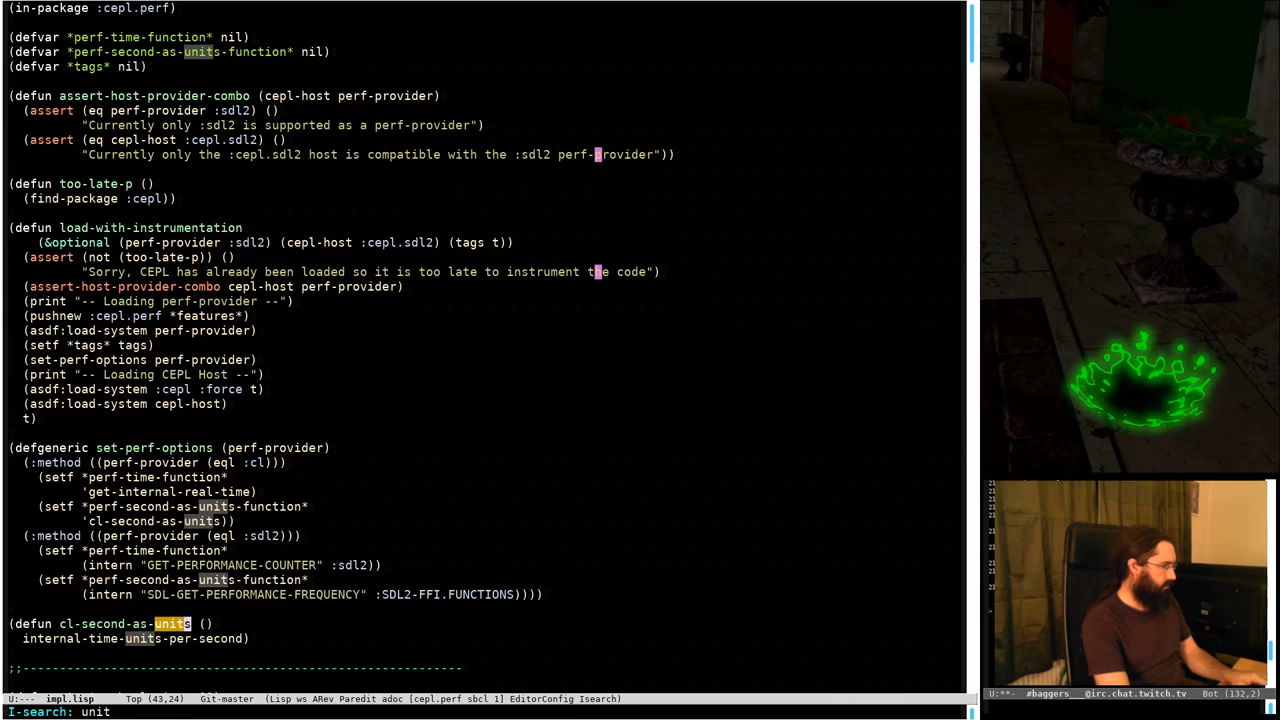 (in-package :cepl.perf)
(defvar *perf-time-function* nil)
(defvar *perf-second-as-units-function* nil)
(defvar *tags* nil)
(defun assert-host-provider-combo (cepl-host perf-provider)
(assert (eq perf-provider :sdl2) ()
"Currently only :sdl2 is supported as a perf-provider")
(assert (eq cepl-host :cepl.sdl2) ()
"Currently only the :cepl.sdl2 host is compatible with the :sdl2 perf-provider"))
(defun too-late-p ()
(find-package :cepl))
(defun load-with-instrumentation
(&optional (perf-provider :sdl2) (cepl-host :cepl.sdl2) (tags t))
(assert (not (too-late-p)) ()
"Sorry, CEPL has already been loaded so it is too late to instrument the code")
(assert-host-provider-combo cepl-host perf-provider)
(print "-- Loading perf-provider --")
(pushnew :cepl.perf *features*)
(asdf:load-system perf-provider)
(setf *tags* tags)
(set-perf-options perf-provider)
(print "-- Loading CEPL Host --")
(asdf:load-system :cepl :force t)
(asdf:load-system cepl-host)
t)
(defgeneric set-perf-options (perf-provider)
(:method ((perf-provider (eql :cl)))
(setf *perf-time-function*
'get-internal-real-time)
(setf *perf-second-as-units-function*
'cl-second-as-units))
(:method ((perf-provider (eql :sdl2)))
(setf *perf-time-function*
(intern "GET-PERFORMANCE-COUNTER" :sdl2))
(setf *perf-second-as-units-function*
(intern "SDL-GET-PERFORMANCE-FREQUENCY" :SDL2-FFI.FUNCTIONS))))
(defun cl-second-as-units ()
internal-time-units-per-second)
;;------------------------------------------------------------
U:--- impl.lisp Top (43,24) Git-master (Lisp ws ARev Paredit adoc [cepl.perf sbcl 1] EditorConfig Isearch)
I-search: unit
U:**- #baggers___@irc.chat.twitch.tv Bot (132,2)